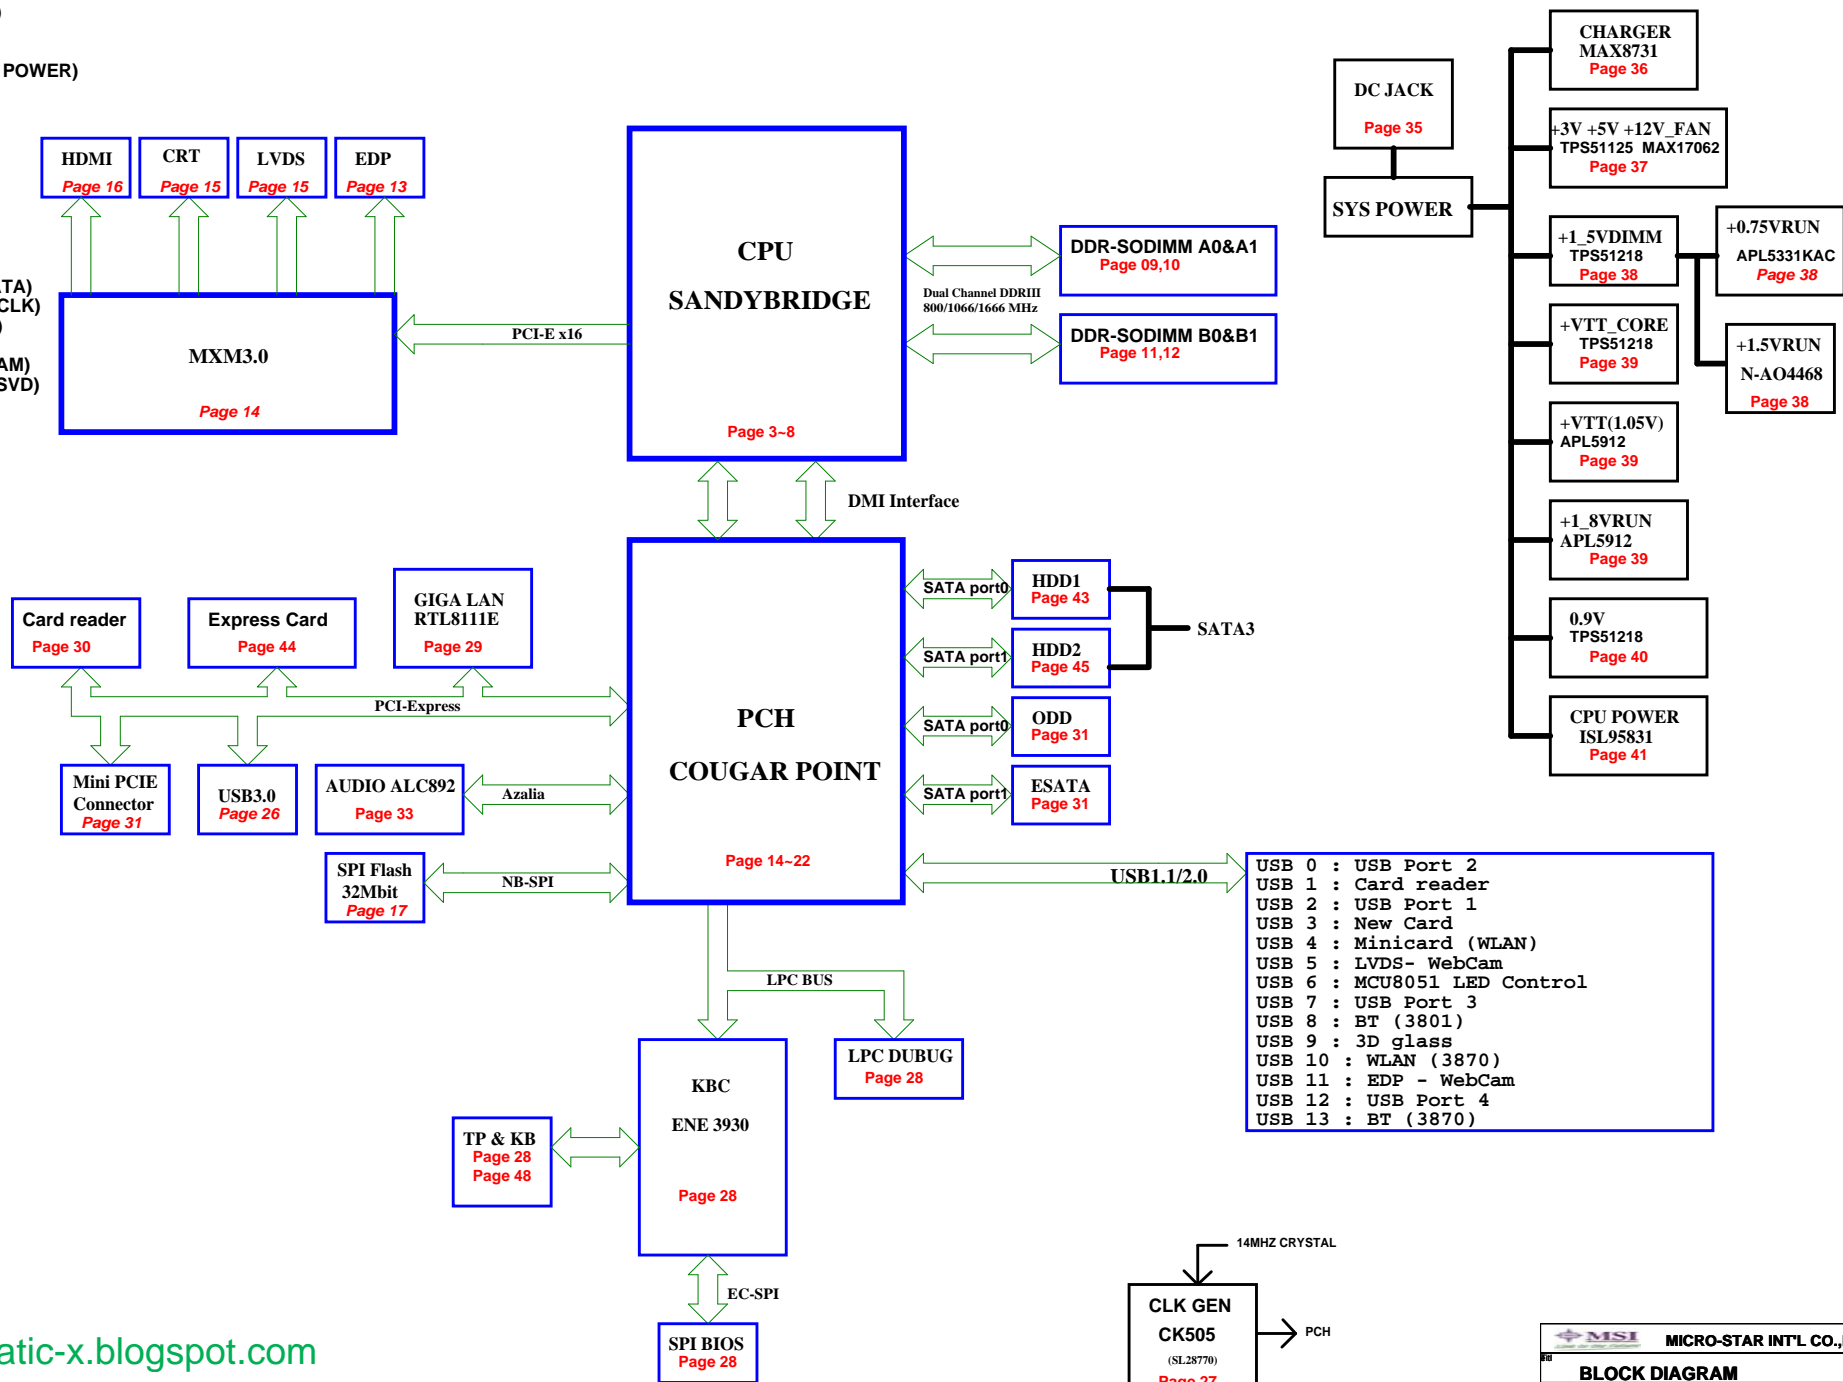 )
POWER)
HDMI
Page 16
CRT
Page 15
LVDS
Page 15
EDP
Page 13
ATA)
CLK)
)
AM)
SVD)
MXM3.0
Page 14
PCI-E x16
CPU
SANDYBRIDGE
Page 3~8
DDR-SODIMM A0&A1
Page 09,10
Dual Channel DDRIII
800/1066/1666 MHz
DDR-SODIMM B0&B1
Page 11,12
DMI Interface
DC JACK
Page 35
SYS POWER
CHARGER
MAX8731
Page 36
+3V +5V +12V_FAN
TPS51125 MAX17062
Page 37
+1_5VDIMM
TPS51218
Page 38
+0.75VRUN
APL5331KAC
Page 38
+VTT_CORE
TPS51218
Page 39
+1.5VRUN
N-AO4468
Page 38
+VTT(1.05V)
APL5912
Page 39
+1_8VRUN
APL5912
Page 39
0.9V
TPS51218
Page 40
CPU POWER
ISL95831
Page 41
Card reader
Page 30
Express Card
Page 44
GIGA LAN
RTL8111E
Page 29
PCI-Express
Mini PCIE
Connector
Page 31
USB3.0
Page 26
AUDIO ALC892
Page 33
Azalia
SPI Flash
32Mbit
Page 17
NB-SPI
PCH
COUGAR POINT
Page 14~22
SATA port0
HDD1
Page 43
SATA port1
HDD2
Page 45
SATA3
SATA port0
ODD
Page 31
SATA port1
ESATA
Page 31
USB1.1/2.0
USB 0 : USB Port 2
USB 1 : Card reader
USB 2 : USB Port 1
USB 3 : New Card
USB 4 : Minicard (WLAN)
USB 5 : LVDS- WebCam
USB 6 : MCU8051 LED Control
USB 7 : USB Port 3
USB 8 : BT (3801)
USB 9 : 3D glass
USB 10 : WLAN (3870)
USB 11 : EDP - WebCam
USB 12 : USB Port 4
USB 13 : BT (3870)
LPC BUS
KBC
ENE 3930
Page 28
LPC DUBUG
Page 28
TP & KB
Page 28
Page 48
EC-SPI
SPI BIOS
Page 28
14MHZ CRYSTAL
CLK GEN
CK505
(SL28770)
Page 27
PCH
atic-x.blogspot.com
MSI
MICRO-STAR INT'L CO.,
BLOCK DIAGRAM